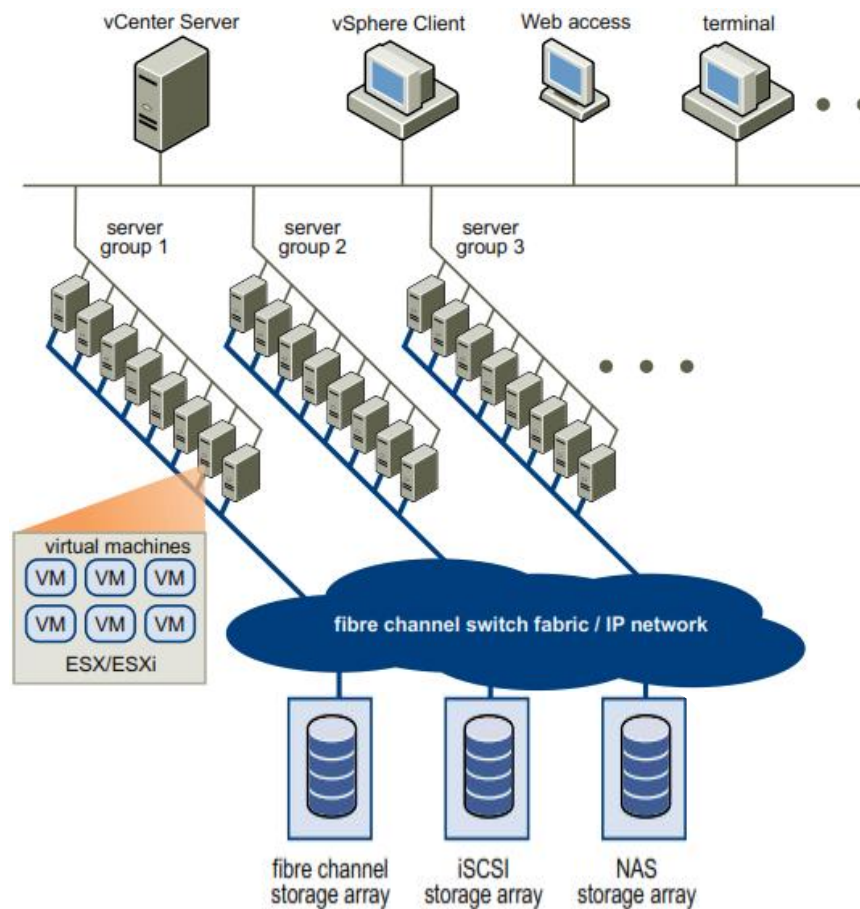 vCenter Server
vSphere Client
Web access
terminal
server
group 1
server
group 2
server
group 3
virtual machines
VM VM VM
VM VM VM
ESX/ESXi
fibre channel switch fabric / IP network
fibre channel
storage array
iSCSI
storage array
NAS
storage array